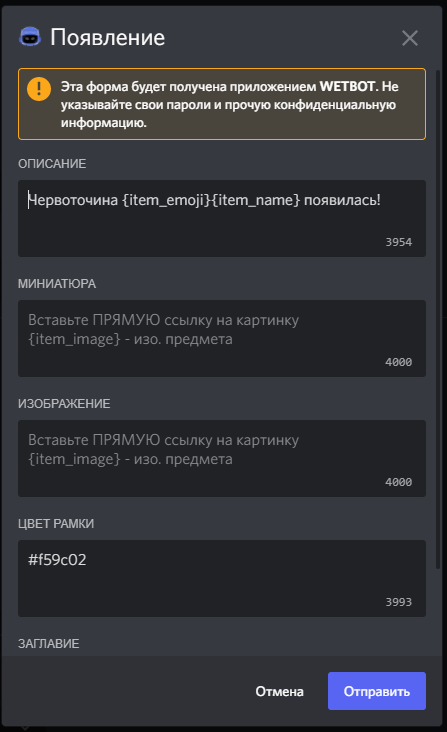 Появление
Эта форма будет получена приложением WETBOT. Не
указывайте свои пароли и прочую конфиденциальную
информацию.
ОПИСАНИЕ
Червоточина {item_emoji}{item_name} появилась!
3954
МИНИАТЮРА
Вставьте ПРЯМУЮ ссылку на картинку
{item_image} - изо. предмета
4000
ИЗОБРАЖЕНИЕ
Вставьте ПРЯМУЮ ссылку на картинку
{item_image} - изо. предмета
4000
ЦВЕТ РАМКИ
#f59c02
3993
ЗАГЛАВИЕ
Отмена
Отправить